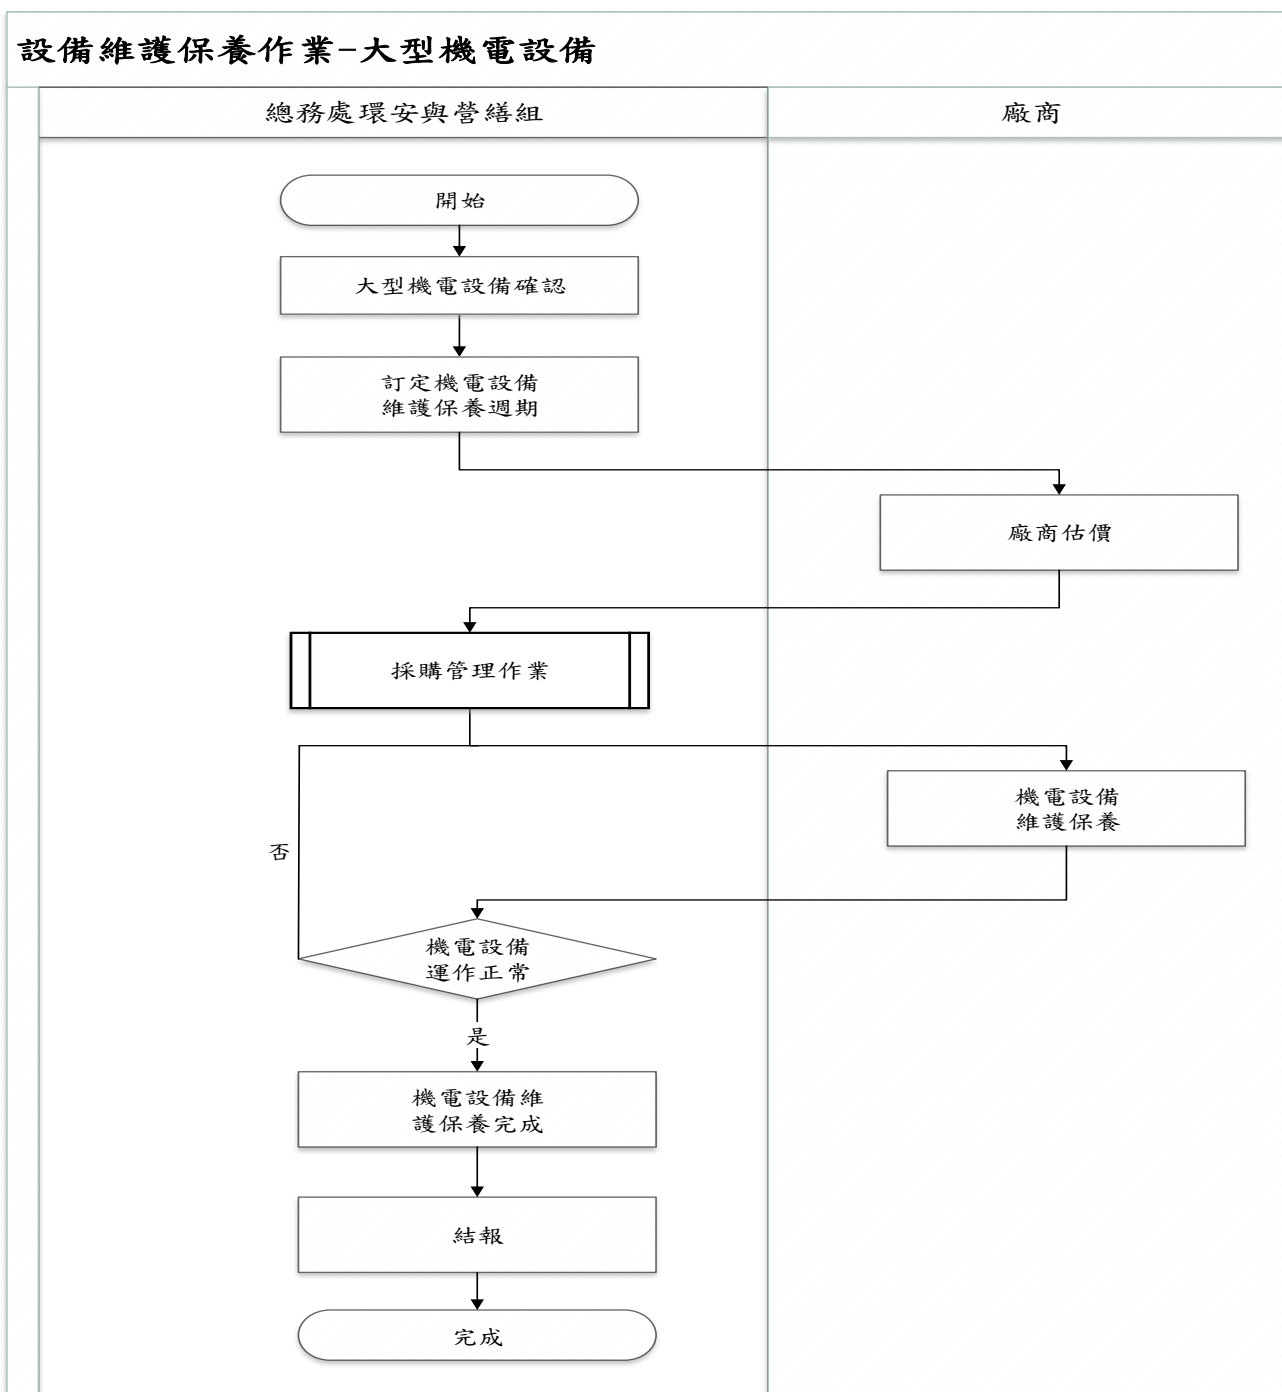 設備維護保養作業-大型機電設備
總務處環安與營繕組
廠商
開始
大型機電設備確認
訂定機電設備
維護保養週期
廠商估價
採購管理作業
機電設備
維護保養
否
機電設備
運作正常
是
機電設備維
護保養完成
結報
完成